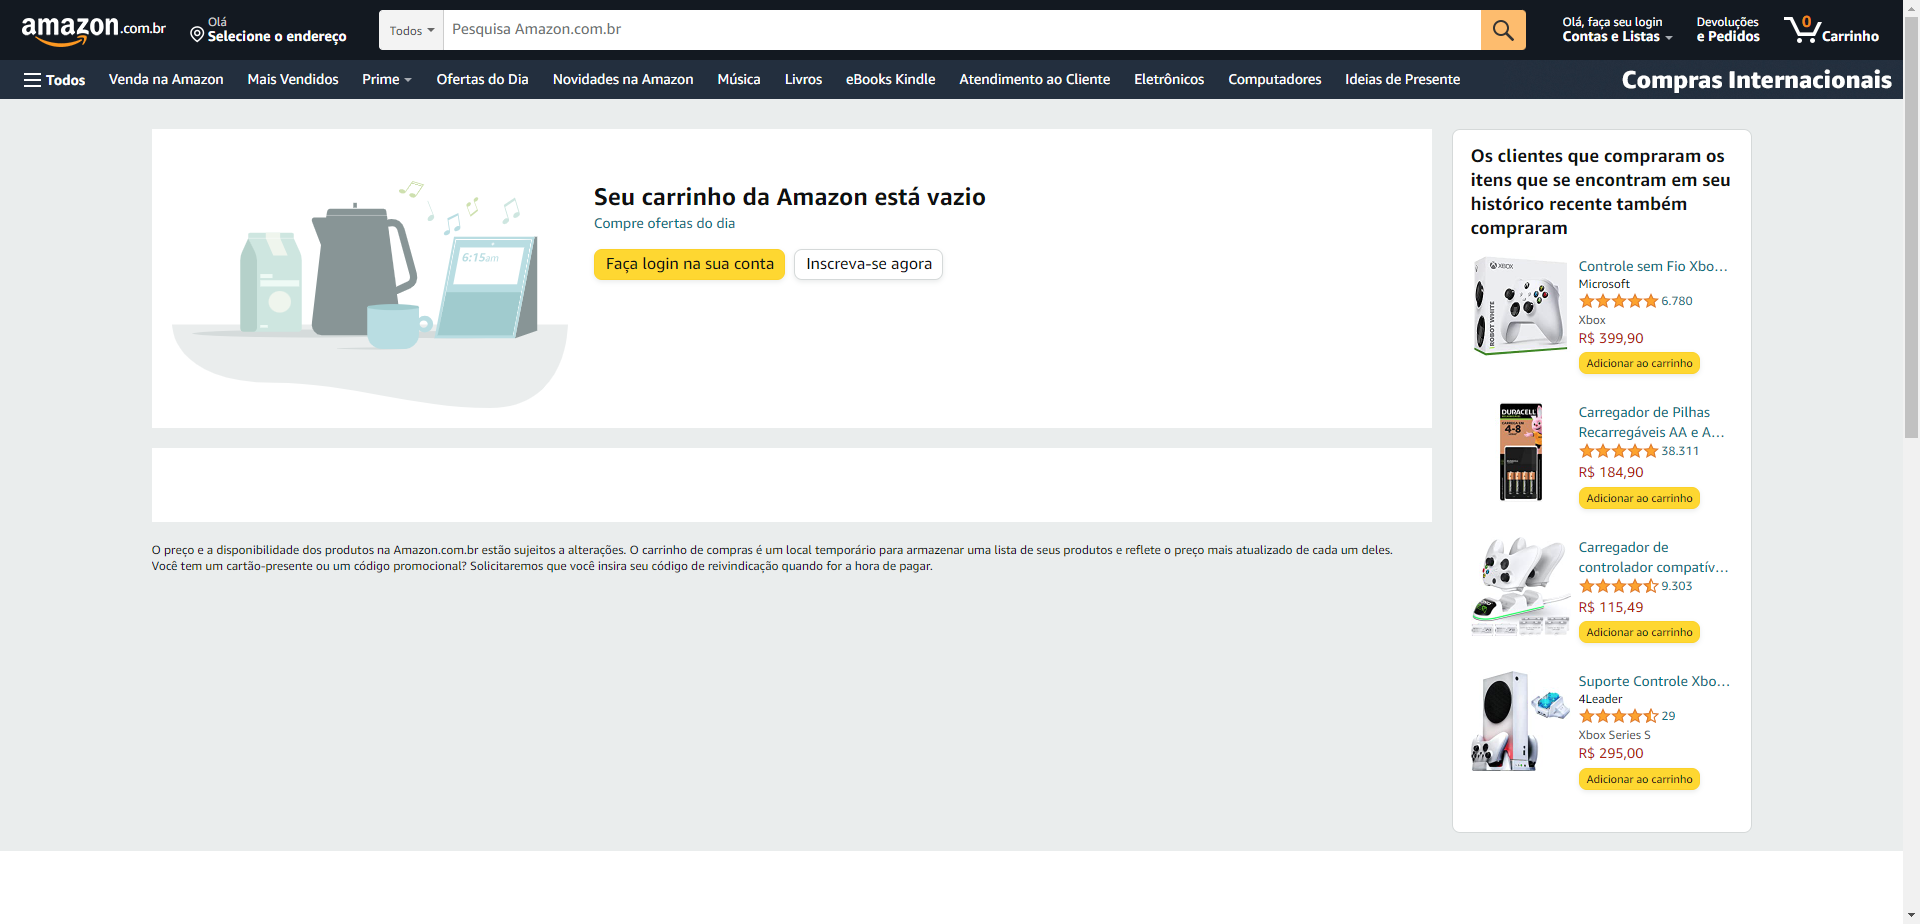 amazon.com.br
Olá
Selecione o endereço
Todos
Pesquisa Amazon.com.br
Olá, faça seu login
Contas e Listas
Devoluções
e Pedidos
0
Carrinho
Todos
Venda na Amazon
Mais Vendidos
Prime
Ofertas do Dia
Novidades na Amazon
Música
Livros
eBooks Kindle
Atendimento ao Cliente
Eletrônicos
Computadores
Ideias de Presente
Compras Internacionais
6:15am
Seu carrinho da Amazon está vazio
Compre ofertas do dia
Faça login na sua conta
Inscreva-se agora
O preço e a disponibilidade dos produtos na Amazon.com.br estão sujeitos a alterações. O carrinho de compras é um local temporário para armazenar uma lista de seus produtos e reflete o preço mais atualizado de cada um deles.
Você tem um cartão-presente ou um código promocional? Solicitaremos que você insira seu código de reivindicação quando for a hora de pagar.
Os clientes que compraram os
itens que se encontram em seu
histórico recente também
compraram
XBOX
ROBOT WHITE
Controle sem Fio Xbo...
Microsoft
6.780
Xbox
R$ 399,90
Adicionar ao carrinho
DURACELL
4-8
Carregador de Pilhas
Recarregáveis AA e A...
38.311
R$ 184,90
Adicionar ao carrinho
Carregador de
controlador compatív...
9.303
R$ 115,49
Adicionar ao carrinho
Suporte Controle Xbo...
4Leader
29
Xbox Series S
R$ 295,00
Adicionar ao carrinho